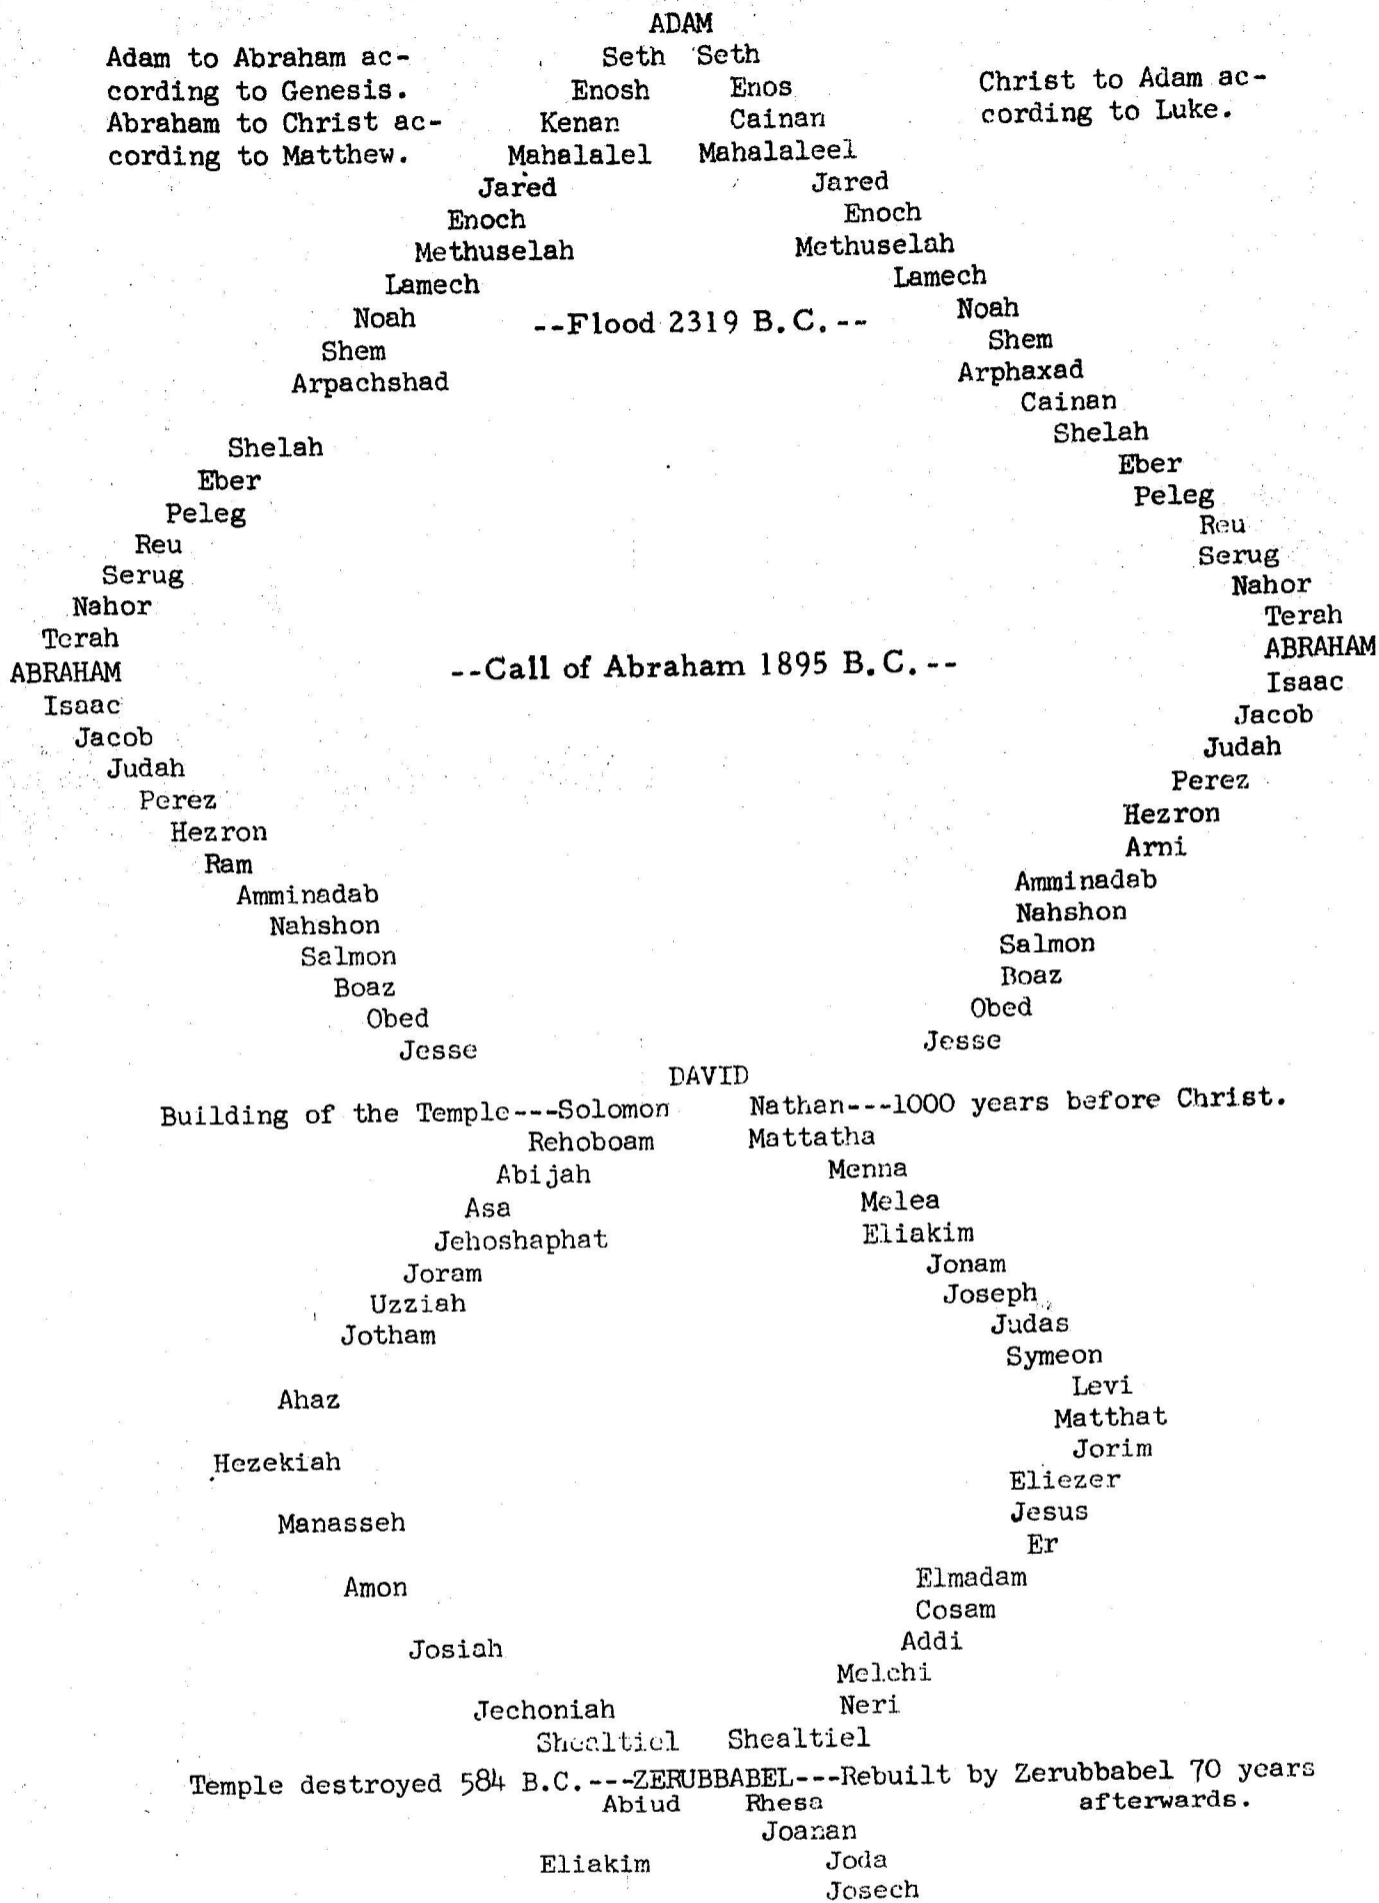 ADAM
Adam to Abraham ac- Seth Seth
cording to Genesis. Enosh Enos Christ to Adam ac-
Abraham to Christ ac- Kenan Cainan cording to Luke.
cording to Matthew. Mahalalel Mahalaleel
Jared Jared
Enoch Enoch
Methuselah Methuselah
Lamech Lamech
Noah --Flood 2319 B.C.-- Noah
Shem Shem
Arpachshad Arphaxad
Cainan
Shelah Shelah
Eber Eber
Peleg Peleg
Reu Reu
Serug Serug
Nahor Nahor
Terah Terah
ABRAHAM --Call of Abraham 1895 B.C.-- ABRAHAM
Isaac Isaac
Jacob Jacob
Judah Judah
Perez Perez
Hezron Hezron
Ram Arni
Amminadab Amminadab
Nahshon Nahshon
Salmon Salmon
Boaz Boaz
Obed Obed
Jesse Jesse
DAVID
Building of the Temple---Solomon Nathan---1000 years before Christ.
Rehoboam Mattatha
Abijah Menna
Asa Melea
Jehoshaphat Eliakim
Joram Jonam
Uzziah Joseph
Jotham Judas
Symeon
Ahaz Levi
Matthat
Hezekiah Jorim
Eliezer
Manasseh Jesus
Er
Amon Elmadam
Cosam
Josiah Addi
Melchi
Jechoniah Neri
Shealtiel Shealtiel
Temple destroyed 584 B.C.---ZERUBBABEL---Rebuilt by Zerubbabel 70 years
Abiud Rhesa afterwards.
Joanan
Eliakim Joda
Josech